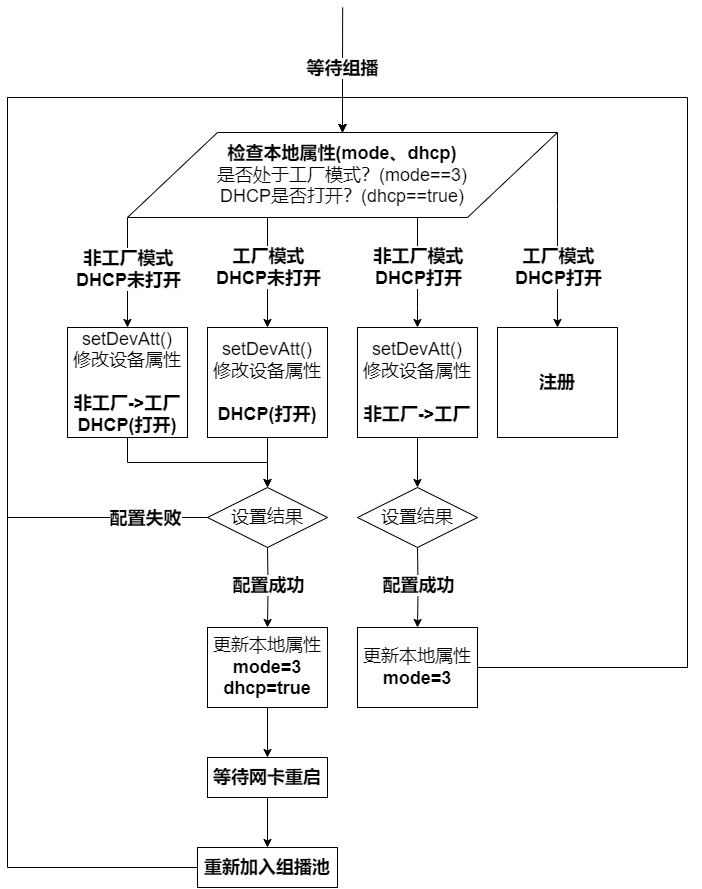 等待组播
检查本地属性(mode、dhcp)
是否处于工厂模式？(mode==3)
DHCP是否打开？(dhcp==true)
非工厂模式
DHCP未打开
工厂模式
DHCP未打开
非工厂模式
DHCP打开
工厂模式
DHCP打开
setDevAtt()
修改设备属性
非工厂->工厂
DHCP(打开)
setDevAtt()
修改设备属性
DHCP(打开)
setDevAtt()
修改设备属性
非工厂->工厂
注册
配置失败
设置结果
设置结果
配置成功
配置成功
更新本地属性
mode=3
dhcp=true
更新本地属性
mode=3
等待网卡重启
重新加入组播池